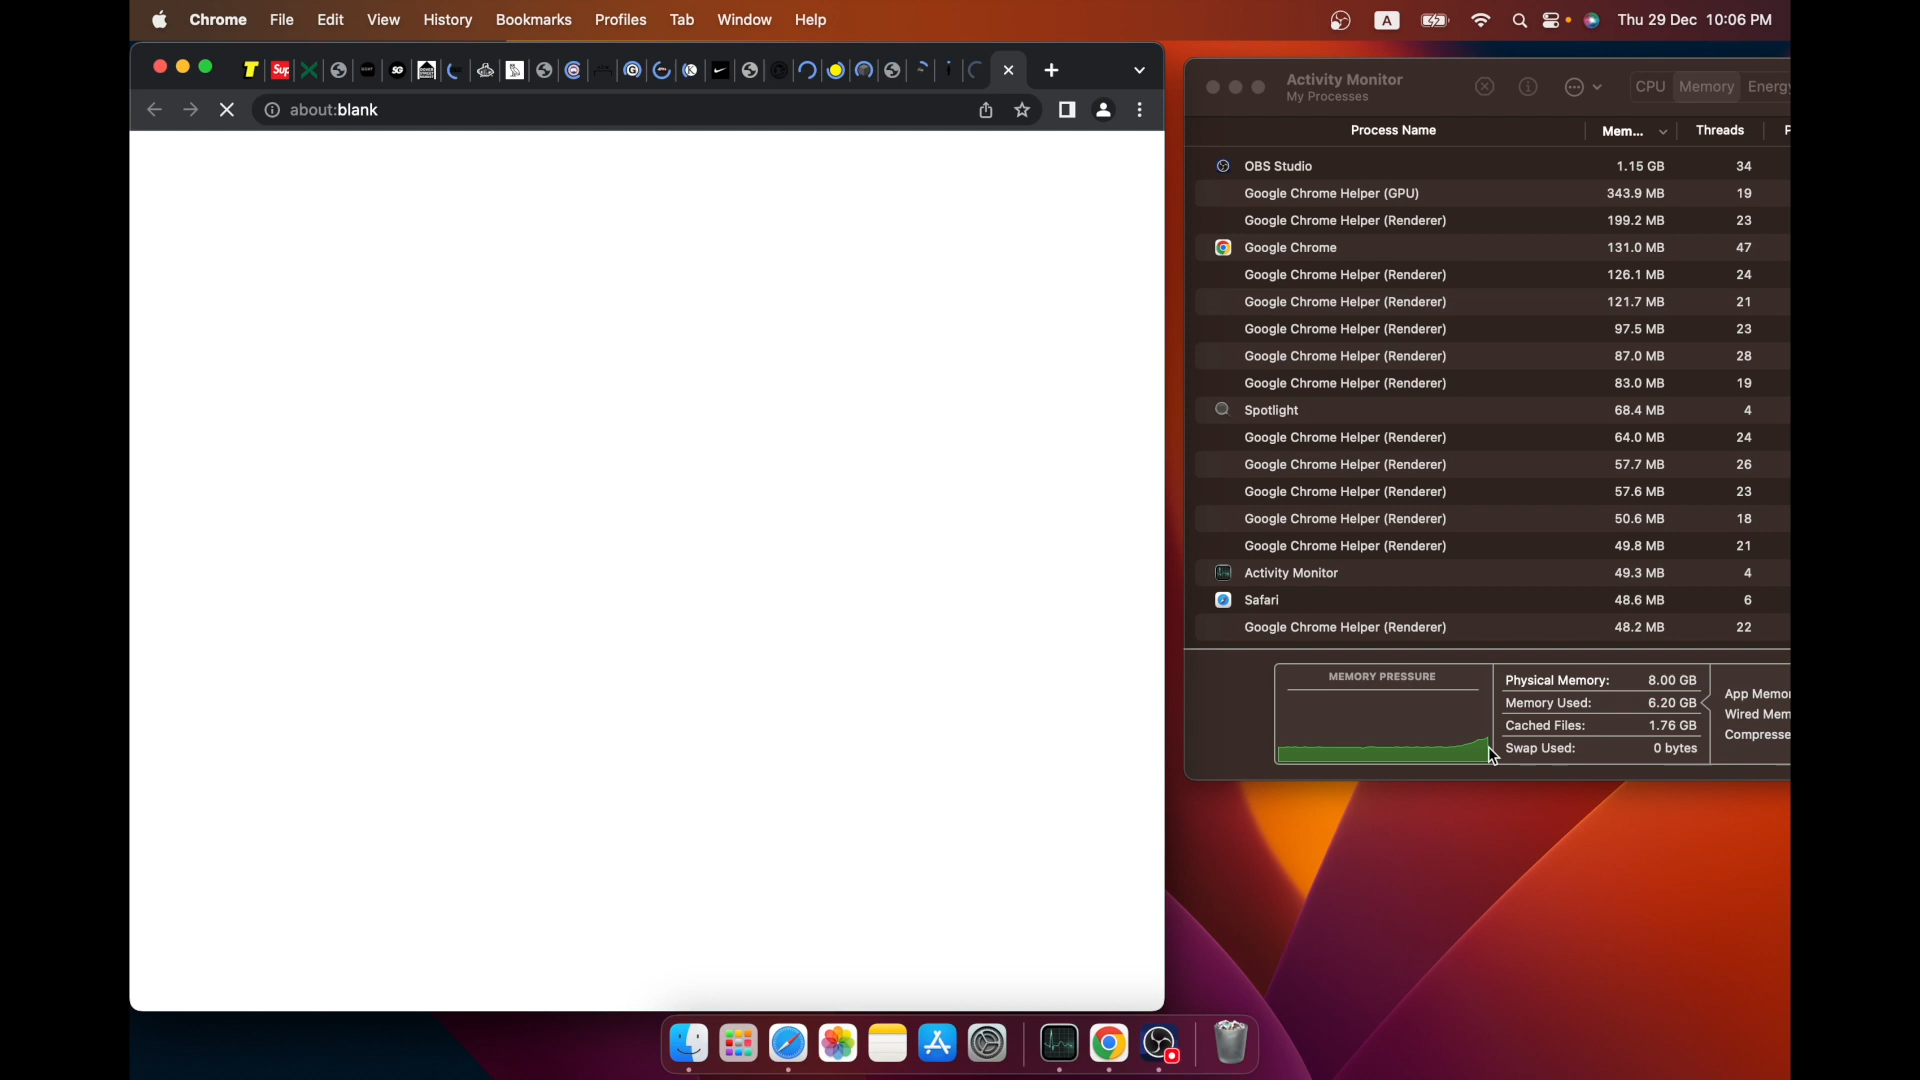 Chrome File Edit View History Bookmarks Profiles Tab Window Help A Thu 29 Dec 10:06 PM
T Sup SG
about:blank
Activity Monitor
My Processes
CPU Memory Energy
Process Name Mem... Threads P
OBS Studio 1.15 GB 34
Google Chrome Helper (GPU) 343.9 MB 19
Google Chrome Helper (Renderer) 199.2 MB 23
Google Chrome 131.0 MB 47
Google Chrome Helper (Renderer) 126.1 MB 24
Google Chrome Helper (Renderer) 121.7 MB 21
Google Chrome Helper (Renderer) 97.5 MB 23
Google Chrome Helper (Renderer) 87.0 MB 28
Google Chrome Helper (Renderer) 83.0 MB 19
Spotlight 68.4 MB 4
Google Chrome Helper (Renderer) 64.0 MB 24
Google Chrome Helper (Renderer) 57.7 MB 26
Google Chrome Helper (Renderer) 57.6 MB 23
Google Chrome Helper (Renderer) 50.6 MB 18
Google Chrome Helper (Renderer) 49.8 MB 21
Activity Monitor 49.3 MB 4
Safari 48.6 MB 6
Google Chrome Helper (Renderer) 48.2 MB 22
MEMORY PRESSURE
Physical Memory: 8.00 GB
Memory Used: 6.20 GB
Cached Files: 1.76 GB
Swap Used: 0 bytes
App Memo
Wired Mem
Compresse